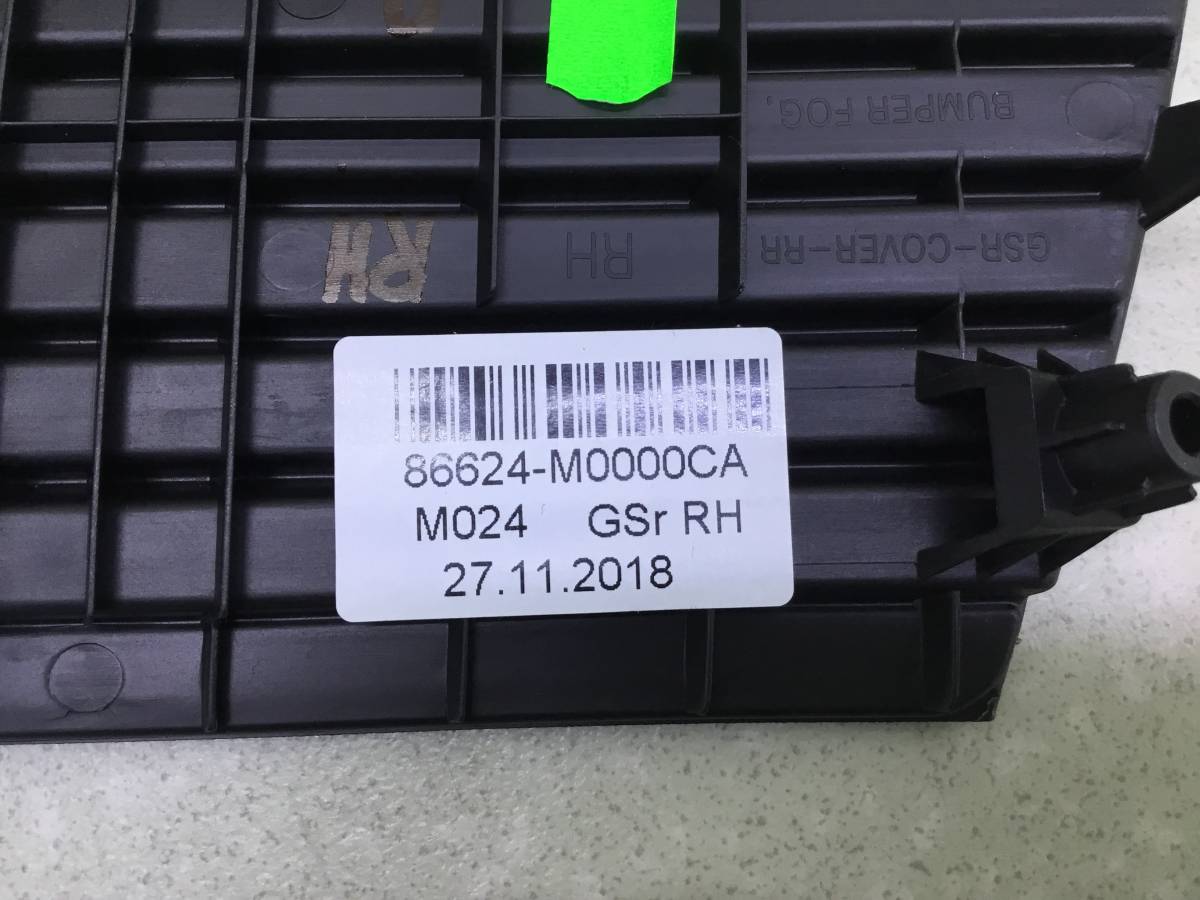 BUMPER FOG,
GSR-COVER-RR
RH
RH
86624-M0000CA
M024 GSr RH
27.11.2018